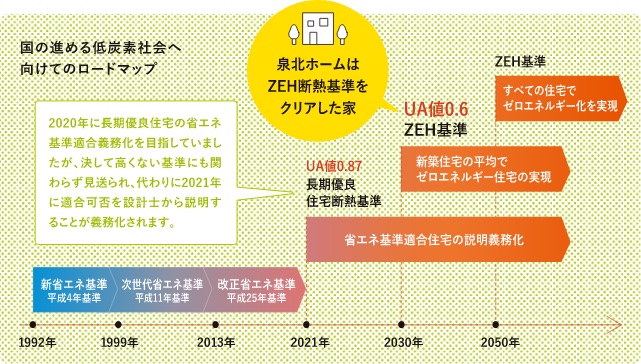 国の進める低炭素社会へ
向けてのロードマップ
泉北ホームは
ZEH断熱基準を
クリアした家
ZEH基準
すべての住宅で
ゼロエネルギー化を実現
UA値0.6
ZEH基準
新築住宅の平均で
ゼロエネルギー住宅の実現
2020年に長期優良住宅の省エネ
基準適合義務化を目指していまし
たが、決して高くない基準にも関
わらず見送られ、代わりに2021年
に適合可否を設計士から説明す
ることが義務化されます。
UA値0.87
長期優良
住宅断熱基準
省エネ基準適合住宅の説明義務化
新省エネ基準
平成4年基準
次世代省エネ基準
平成11年基準
改正省エネ基準
平成25年基準
1992年
1999年
2013年
2021年
2030年
2050年